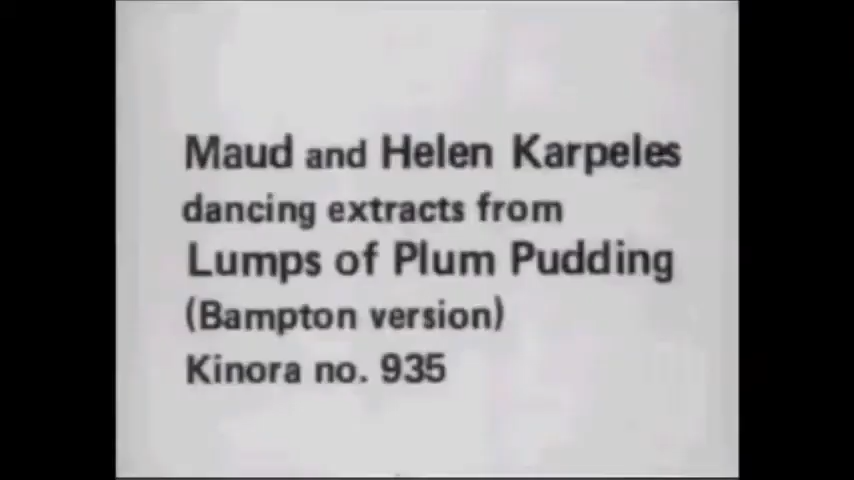 Maud and Helen Karpeles
dancing extracts from
Lumps of Plum Pudding
(Bampton version)
Kinora no. 935